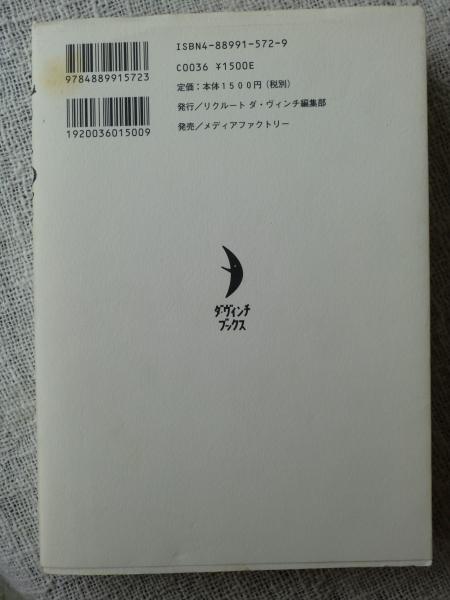 ISBN4-88991-572-9
9784889915723
C0036 ¥1500E
定価:本体1500円(税別)
発行/リクルート ダ・ヴィンチ編集部
1920036015009
発売/メディアファクトリー
ダ・ヴィンチ
ブックス